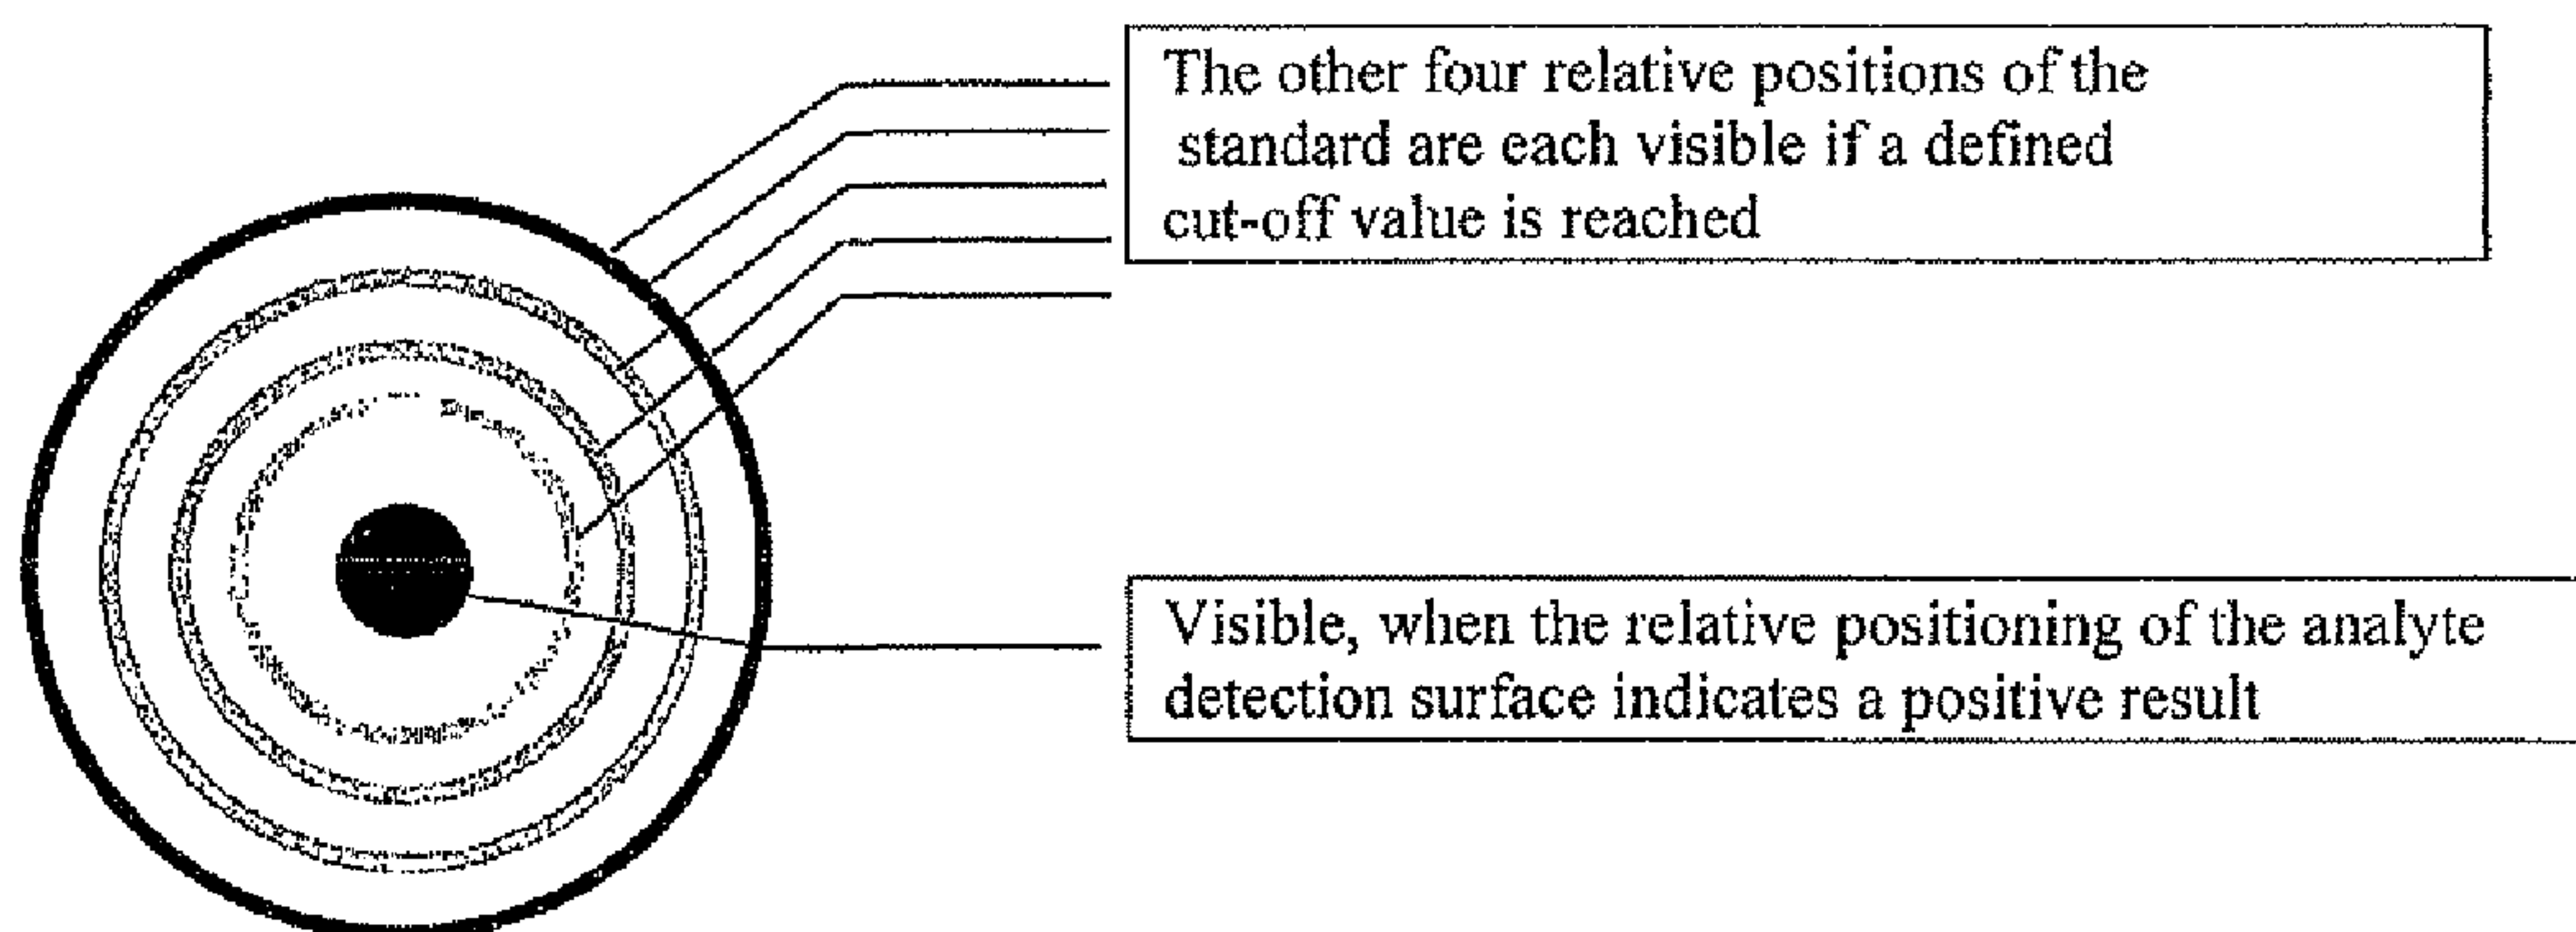 The other four relative positions of the
standard are each visible if a defined
cut-off value is reached
Visible, when the relative positioning of the analyte
detection surface indicates a positive result